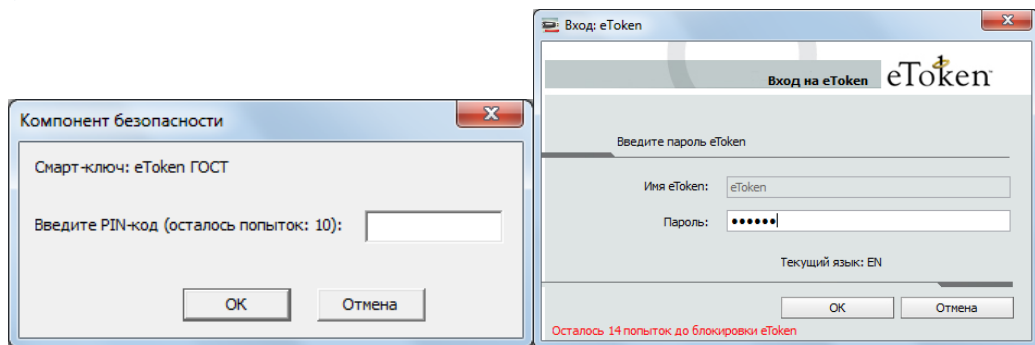 Компонент безопасности
Смарт-ключ: eToken ГОСТ
Введите PIN-код (осталось попыток: 10):
OK Отмена
Вход: eToken
Вход на eToken eToken
Введите пароль eToken
Имя eToken: eToken
Пароль: ••••••
Текущий язык: EN
OK Отмена
Осталось 14 попыток до блокировки eToken